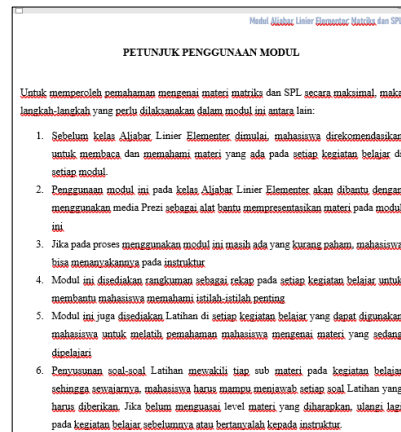 Modul Aljabar Linier Elementer: Matriks dan SPL
PETUNJUK PENGGUNAAN MODUL
Untuk memperoleh pemahaman mengenai materi matriks dan SPL secara maksimal, maka
langkah-langkah yang perlu dilaksanakan dalam modul ini antara lain:
1. Sebelum kelas Aljabar Linier Elementer dimulai, mahasiswa direkomendasikan
untuk membaca dan memahami materi yang ada pada setiap kegiatan belajar di
setiap modul.
2. Penggunaan modul ini pada kelas Aljabar Linier Elementer akan dibantu dengan
menggunakan media Prezi sebagai alat bantu mempresentasikan materi pada modul
ini
3. Jika pada proses menggunakan modul ini masih ada yang kurang paham, mahasiswa
bisa menanyakannya pada instruktur
4. Modul ini disediakan rangkuman sebagai rekap pada setiap kegiatan belajar untuk
membantu mahasiswa memahami istilah-istilah penting
5. Modul ini juga disediakan Latihan di setiap kegiatan belajar yang dapat digunakan
mahasiswa untuk melatih pemahaman mahasiswa mengenai materi yang sedang
dipelajari
6. Penyusunan soal-soal Latihan mewakili tiap sub materi pada kegiatan belajar
sehingga sewajarnya, mahasiswa harus mampu menjawab setiap soal Latihan yang
harus diberikan. Jika belum menguasai level materi yang diharapkan, ulangi lagi
pada kegiatan belajar sebelumnya atau bertanyalah kepada instruktur.